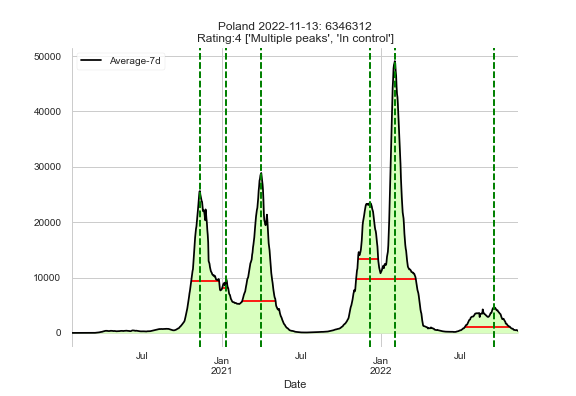 Poland 2022-11-13: 6346312
Rating:4 ['Multiple peaks', 'In control']
Average-7d
50000
40000
30000
20000
10000
0
Jul
Jan
2021
Jul
Jan
2022
Jul
Date